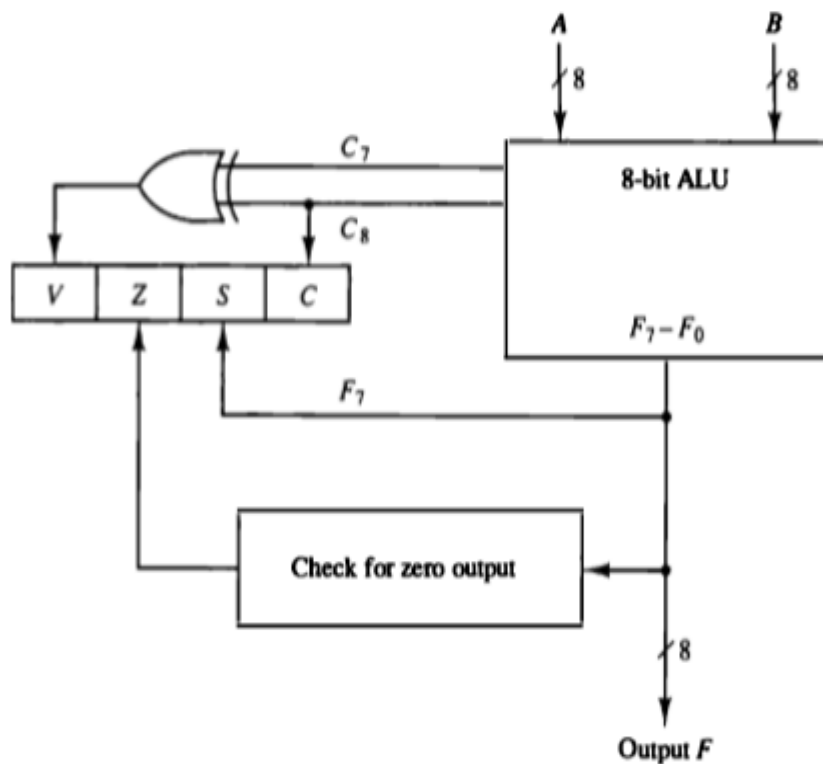 A
B
8
8
8-bit ALU
C7
C8
V
Z
S
C
F7 – F0
F7
Check for zero output
8
Output F